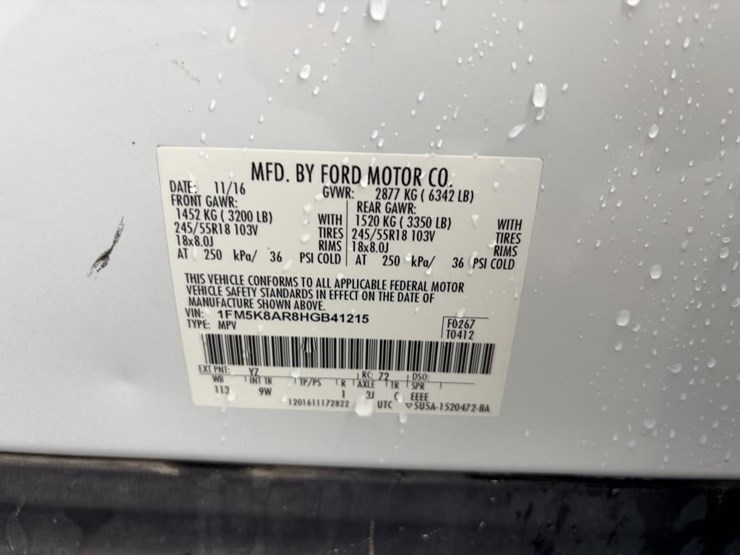 MFD. BY FORD MOTOR CO.
DATE: 11/16 GVWR: 2877 KG ( 6342 LB)
FRONT GAWR: REAR GAWR:
1452 KG ( 3200 LB) WITH 1520 KG ( 3350 LB) WITH
245/55R18 103V TIRES 245/55R18 103V TIRES
18x8.0J RIMS 18x8.0J RIMS
AT 250 kPa/ 36 PSI COLD AT 250 kPa/ 36 PSI COLD
THIS VEHICLE CONFORMS TO ALL APPLICABLE FEDERAL MOTOR
VEHICLE SAFETY STANDARDS IN EFFECT ON THE DATE OF
MANUFACTURE SHOWN ABOVE.
VIN: 1FM5K8AR8HGB41215
TYPE: MPV
F0267
T0412
EXT PNT: YZ RC: 72 DSO:
WB INT TR TP/PS R AXLE TR SPR
113 9W 1 3J C EEEE
1201611172822 UTC 5U5A-1520472-BA